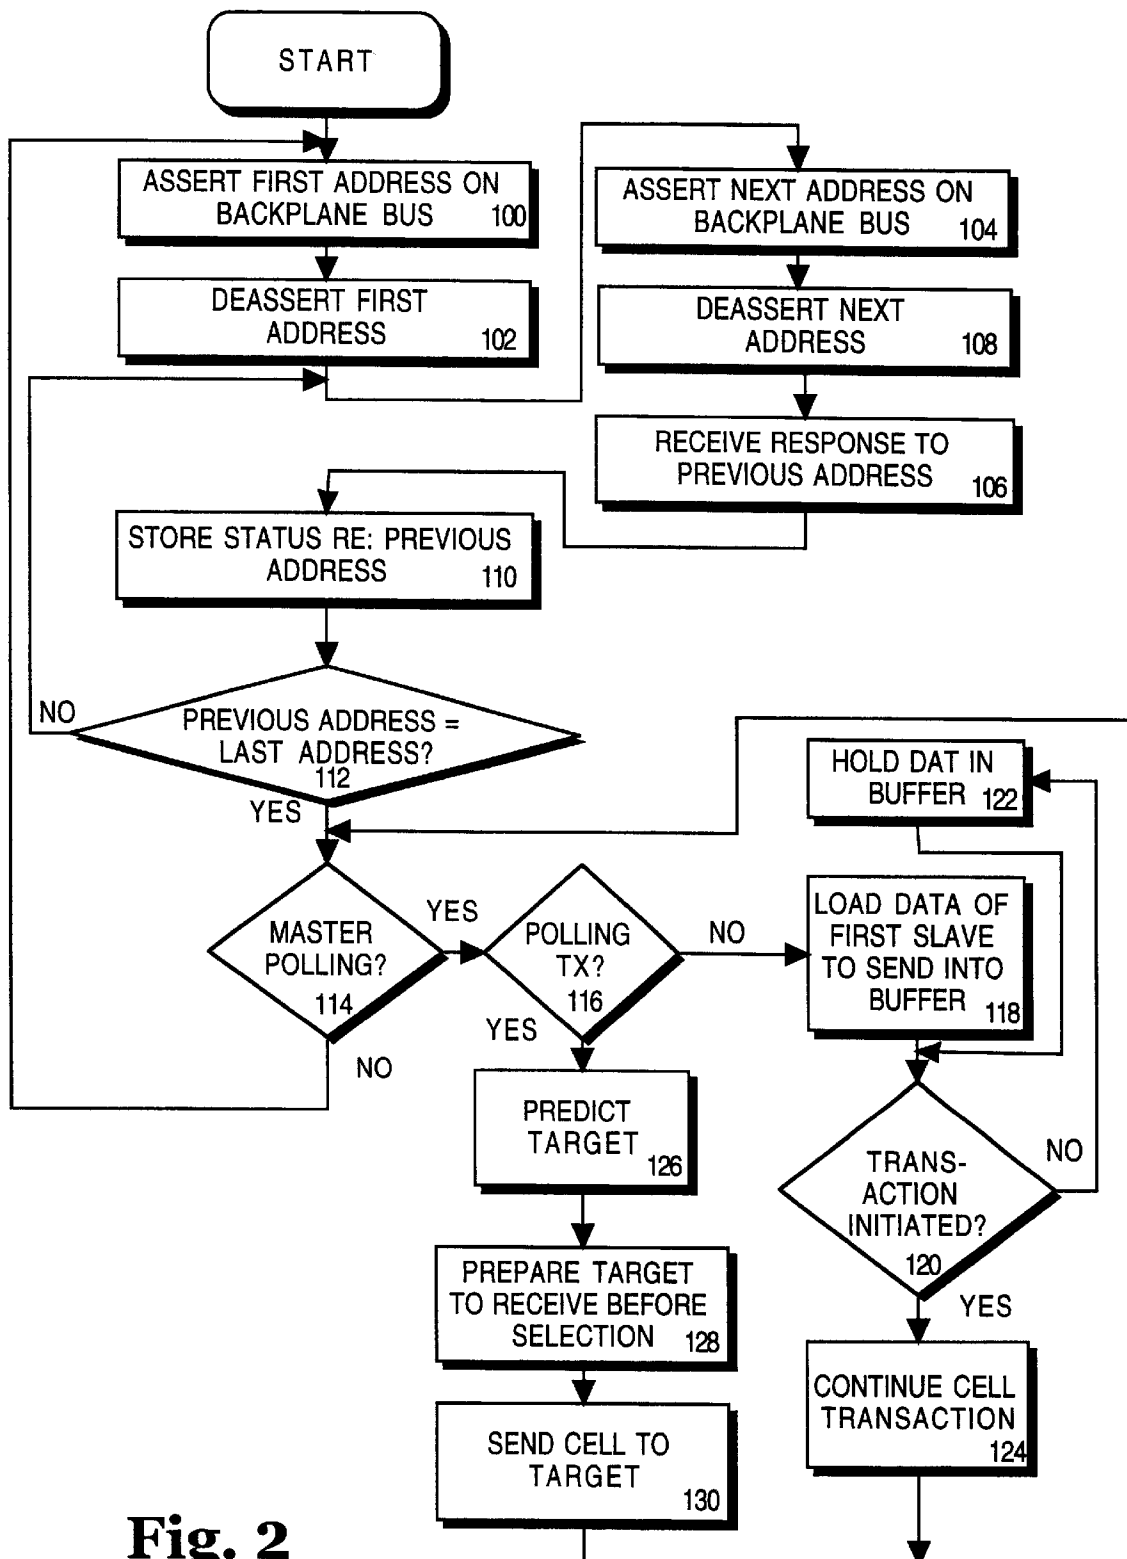 START
ASSERT FIRST ADDRESS ON
BACKPLANE BUS
100
DEASSERT FIRST
ADDRESS
102
ASSERT NEXT ADDRESS ON
BACKPLANE BUS
104
DEASSERT NEXT
ADDRESS
108
RECEIVE RESPONSE TO
PREVIOUS ADDRESS
106
STORE STATUS RE: PREVIOUS
ADDRESS
110
NO
PREVIOUS ADDRESS =
LAST ADDRESS?
112
YES
MASTER
POLLING?
114
YES
NO
POLLING
TX?
116
NO
YES
HOLD DAT IN
BUFFER
122
LOAD DATA OF
FIRST SLAVE
TO SEND INTO
BUFFER
118
TRANS-
ACTION
INITIATED?
120
NO
YES
PREDICT
TARGET
126
PREPARE TARGET
TO RECEIVE BEFORE
SELECTION
128
CONTINUE CELL
TRANSACTION
124
SEND CELL TO
TARGET
130
Fig. 2